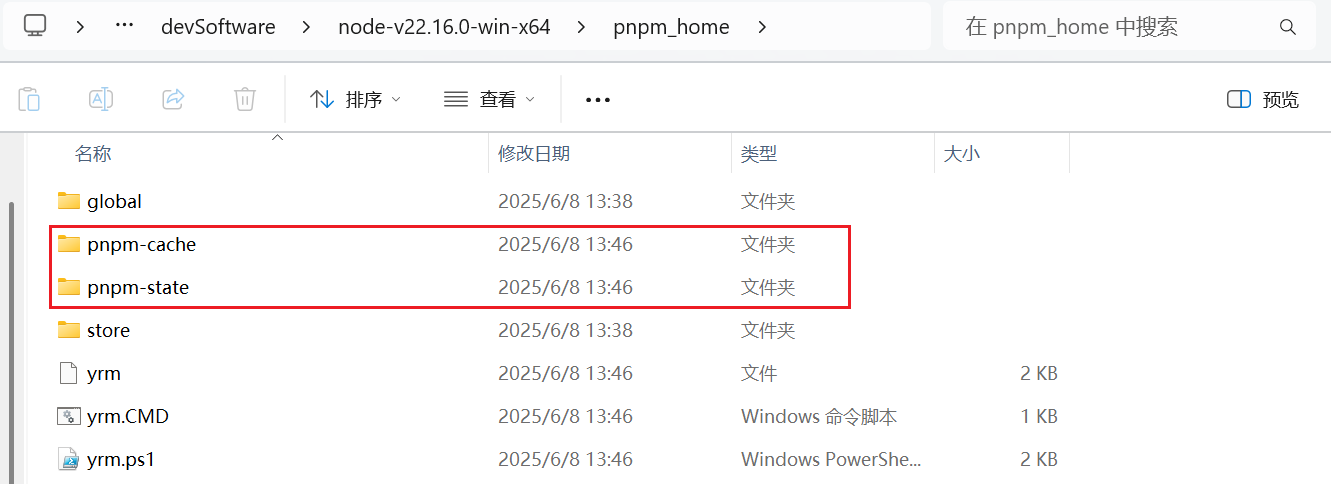 … devSoftware node-v22.16.0-win-x64 pnpm_home 在 pnpm_home 中搜索
排序 查看 … 预览
名称 修改日期 类型 大小
global 2025/6/8 13:38 文件夹
pnpm-cache 2025/6/8 13:46 文件夹
pnpm-state 2025/6/8 13:46 文件夹
store 2025/6/8 13:38 文件夹
yrm 2025/6/8 13:46 文件 2 KB
yrm.CMD 2025/6/8 13:46 Windows 命令脚本 1 KB
yrm.ps1 2025/6/8 13:46 Windows PowerShe... 2 KB